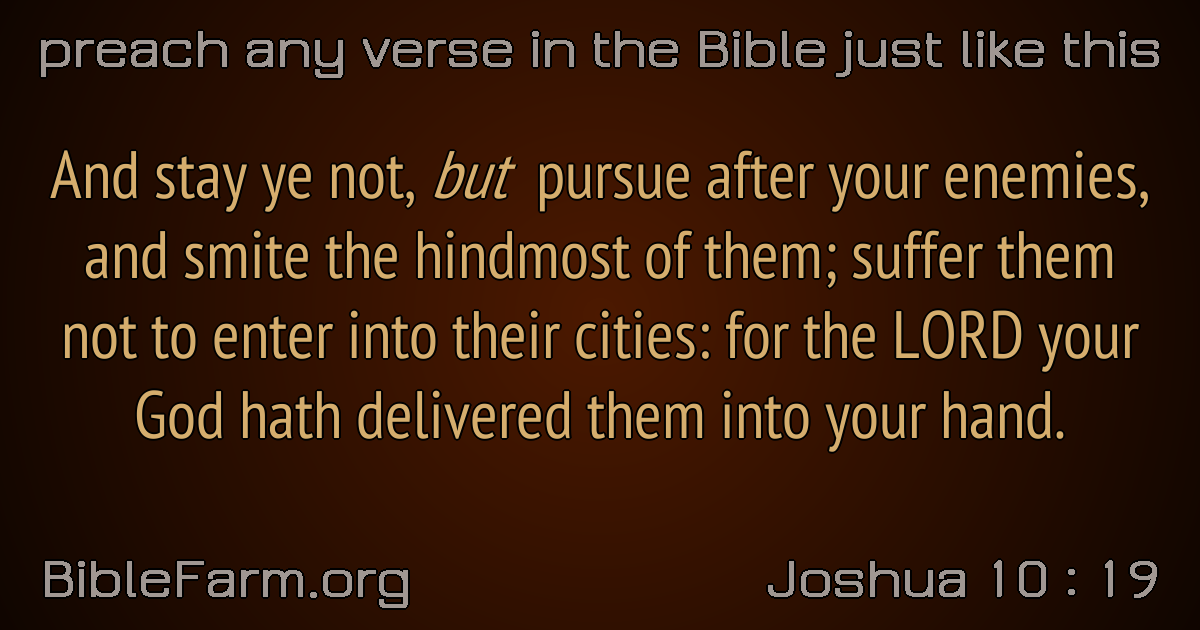 preach any verse in the Bible just like this
And stay ye not, but pursue after your enemies,
and smite the hindmost of them; suffer them
not to enter into their cities: for the LORD your
God hath delivered them into your hand.
BibleFarm.org
Joshua 10 : 19